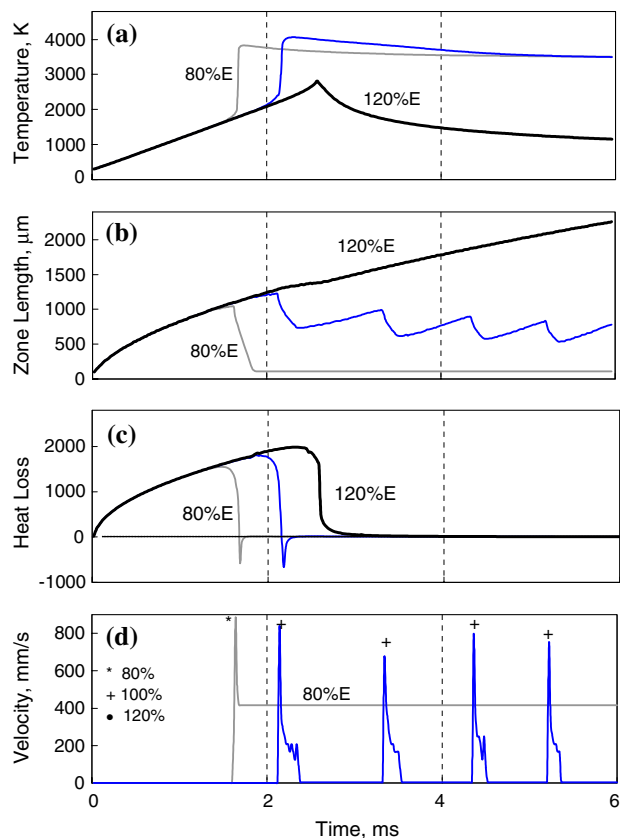 (a)
Temperature, K
4000
3000
2000
1000
0
80%E
120%E
(b)
Zone Lemgth, μm
2000
1500
1000
500
0
120%E
80%E
(c)
Heat Loss
2000
1000
0
-1000
80%E
120%E
(d)
Velocity, mm/s
800
600
400
200
0
*
+
+
+
+
* 80%
+ 100%
• 120%
80%E
0 2 4 6
Time, ms